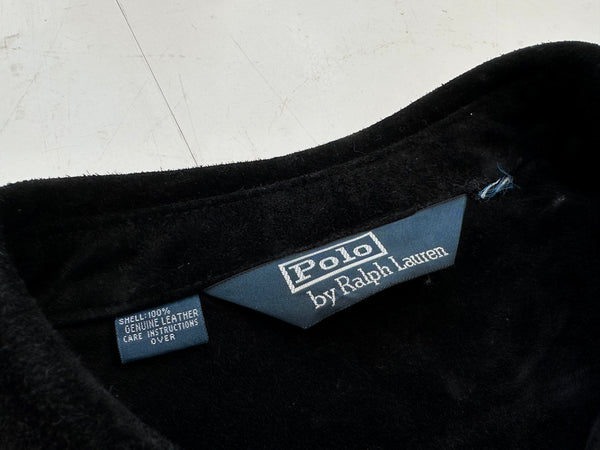 Polo
by Ralph Lauren
SHELL: 100%
GENUINE LEATHER
CARE INSTRUCTIONS
OVER